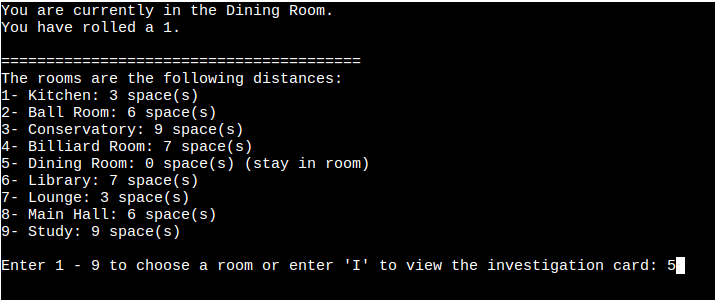 You are currently in the Dining Room.
You have rolled a 1.
========================================
The rooms are the following distances:
1- Kitchen: 3 space(s)
2- Ball Room: 6 space(s)
3- Conservatory: 9 space(s)
4- Billiard Room: 7 space(s)
5- Dining Room: 0 space(s) (stay in room)
6- Library: 7 space(s)
7- Lounge: 3 space(s)
8- Main Hall: 6 space(s)
9- Study: 9 space(s)
Enter 1 - 9 to choose a room or enter 'I' to view the investigation card: 5